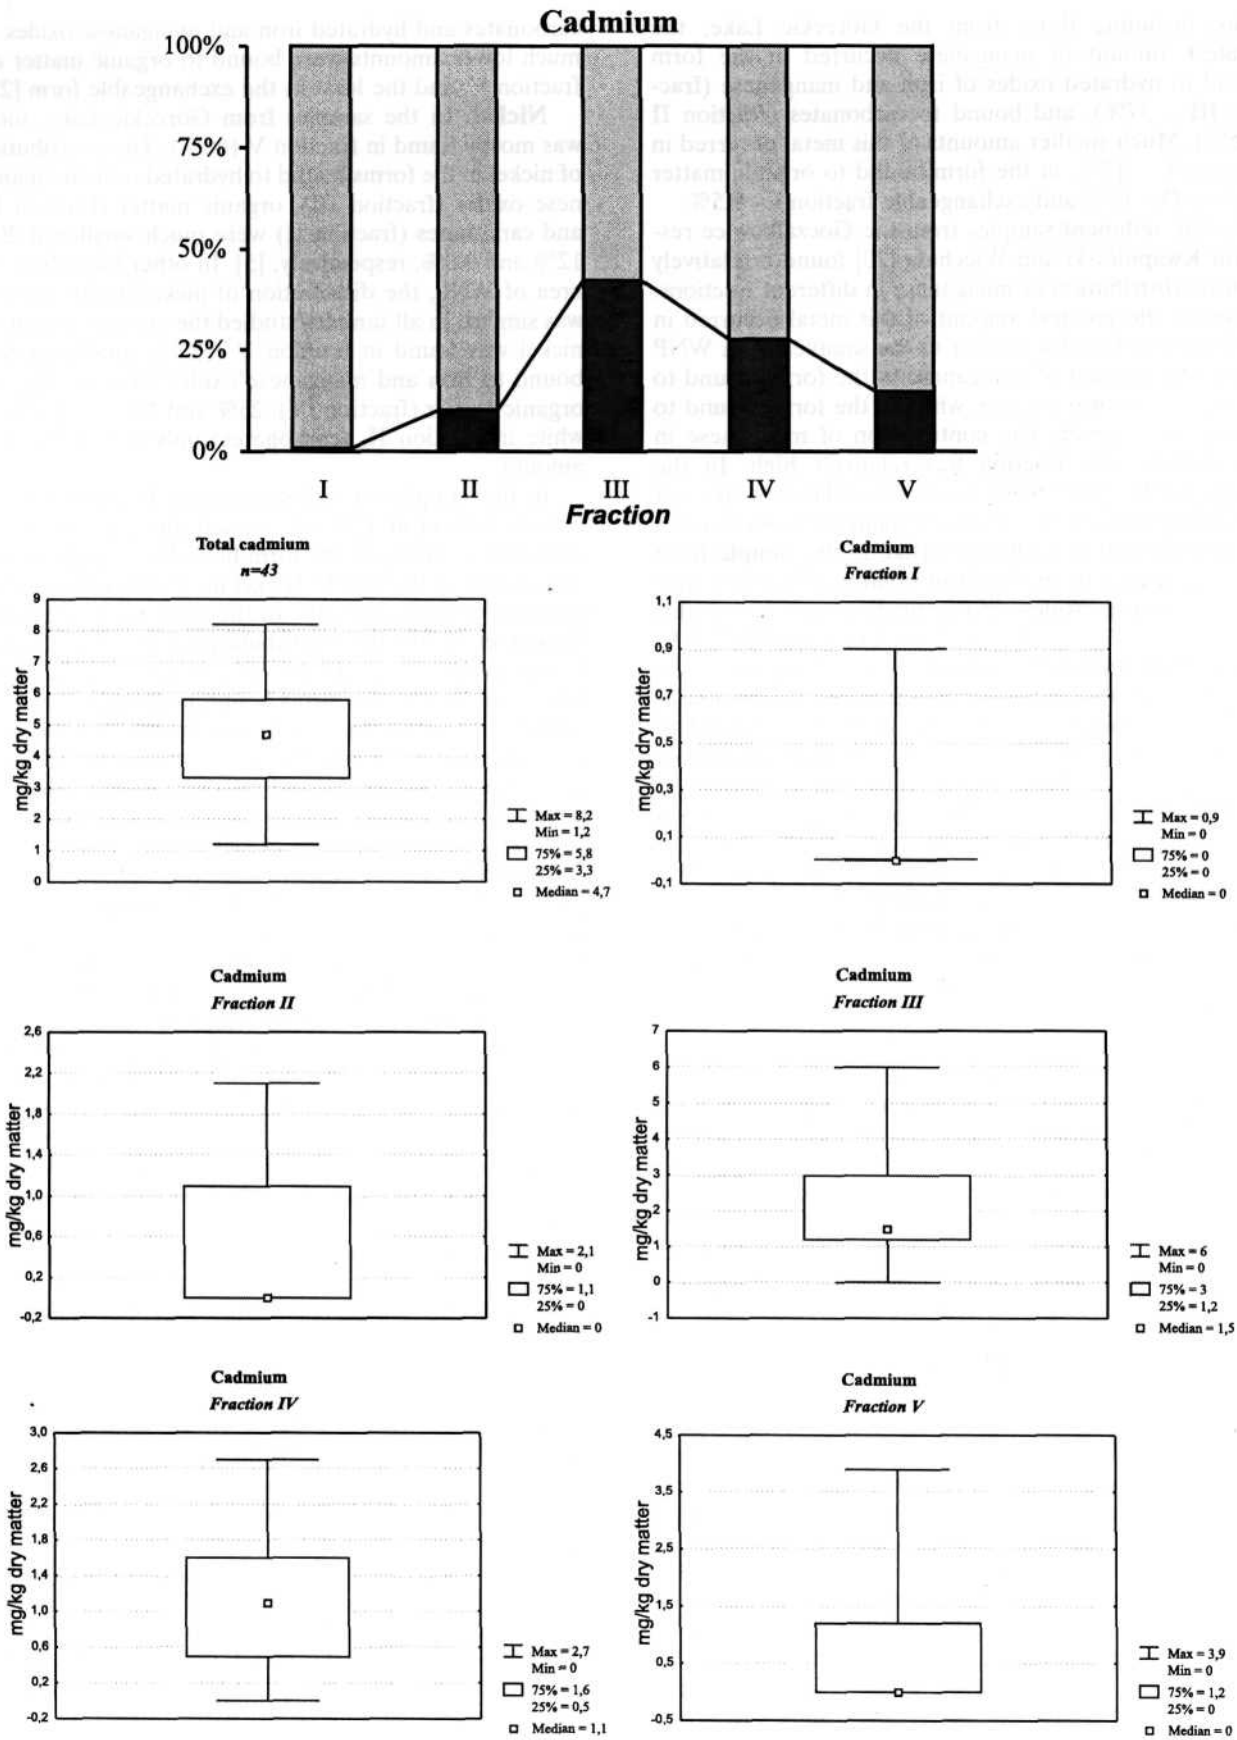 Cadmium
100%
75%
50%
25%
0%
I II III IV V
Fraction
Total cadmium
n=43
mg/kg dry matter
9
8
7
6
5
4
3
2
1
0
Max = 8,2
Min = 1,2
75% = 5,8
25% = 3,3
Median = 4,7
Cadmium
Fraction I
mg/kg dry matter
1,1
0,9
0,7
0,5
0,3
0,1
-0,1
Max = 0,9
Min = 0
75% = 0
25% = 0
Median = 0
Cadmium
Fraction II
mg/kg dry matter
2,6
2,2
1,8
1,4
1,0
0,6
0,2
-0,2
Max = 2,1
Min = 0
75% = 1,1
25% = 0
Median = 0
Cadmium
Fraction III
mg/kg dry matter
7
6
5
4
3
2
1
0
-1
Max = 6
Min = 0
75% = 3
25% = 1,2
Median = 1,5
Cadmium
Fraction IV
mg/kg dry matter
3,0
2,6
2,2
1,8
1,4
1,0
0,6
0,2
-0,2
Max = 2,7
Min = 0
75% = 1,6
25% = 0,5
Median = 1,1
Cadmium
Fraction V
mg/kg dry matter
4,5
3,5
2,5
1,5
0,5
-0,5
Max = 3,9
Min = 0
75% = 1,2
25% = 0
Median = 0